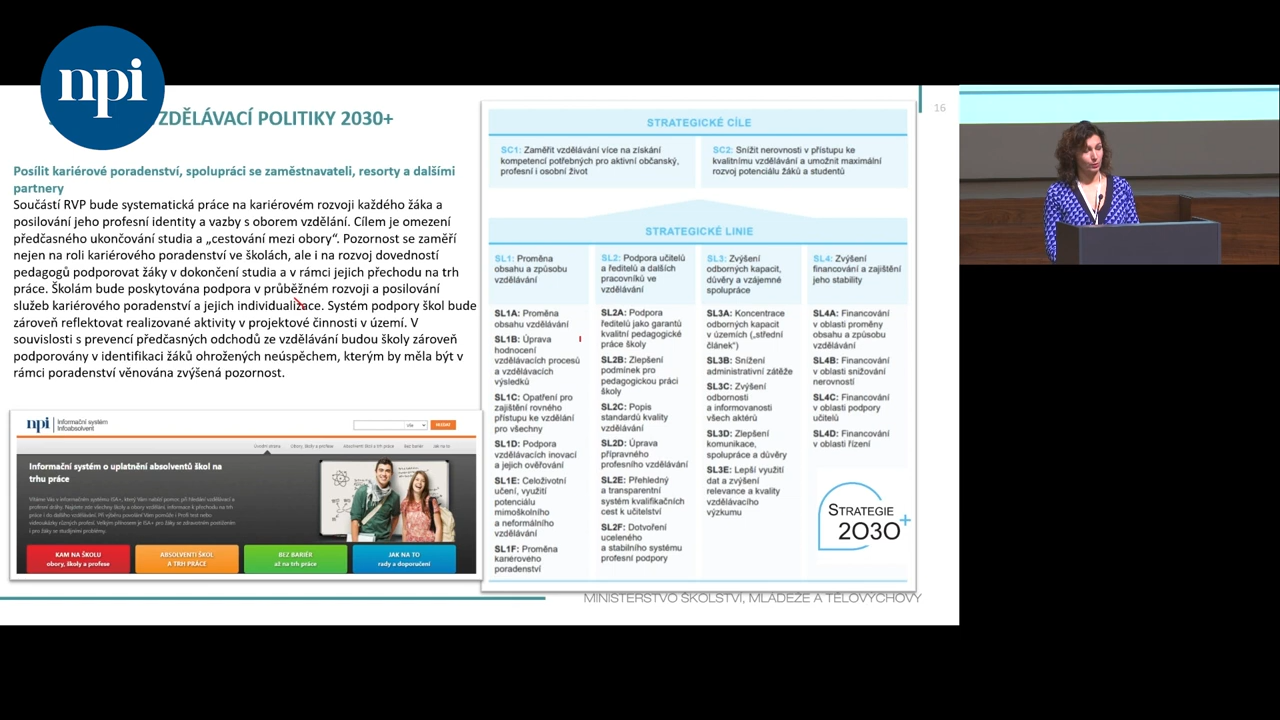 npi
VZDĚLÁVACÍ POLITIKY 2030+
16
Posílit kariérové poradenství, spolupráci se zaměstnavateli, resorty a dalšími
partnery
Součástí RVP bude systematická práce na kariérovém rozvoji každého žáka a
posilování jeho profesní identity a vazby s oborem vzdělání. Cílem je omezení
předčasného ukončování studia a „cestování mezi obory“. Pozornost se zaměří
nejen na roli kariérového poradenství ve školách, ale i na rozvoj dovedností
pedagogů podporovat žáky v dokončení studia a v rámci jejich přechodu na trh
práce. Školám bude poskytována podpora v průběžném rozvoji a posilování
služeb kariérového poradenství a jejich individualizace. Systém podpory škol bude
zároveň reflektovat realizované aktivity v projektové činnosti v území. V
souvislosti s prevencí předčasných odchodů ze vzdělávání budou školy zároveň
podporovány v identifikaci žáků ohrožených neúspěchem, kterým by měla být v
rámci poradenství věnována zvýšená pozornost.
npi
Informační systém
Infoabsolvent
Informační systém o uplatnění absolventů škol na
trhu práce
KAM NA ŠKOLU
obory, školy a profese
ABSOLVENTI ŠKOL
A TRH PRÁCE
BEZ BARIÉR
až na trh práce
JAK NA TO
rady a doporučení
STRATEGICKÉ CÍLE
SC1: Zaměřit vzdělávání více na získání
kompetencí potřebných pro aktivní občanský,
profesní i osobní život
SC2: Snížit nerovnosti v přístupu ke
kvalitnímu vzdělávání a umožnit maximální
rozvoj potenciálu žáků a studentů
STRATEGICKÉ LINIE
SL1: Proměna
obsahu a způsobu
vzdělávání
SL1A: Proměna
obsahu vzdělávání
SL1B: Úprava
hodnocení
vzdělávacích procesů
a vzdělávacích
výsledků
SL1C: Opatření pro
zajištění rovného
přístupu ke vzdělání
pro všechny
SL1D: Podpora
vzdělávacích inovací
a jejich ověřování
SL1E: Celoživotní
učení, využití
potenciálu
mimoškolního
a neformálního
vzdělávání
SL1F: Proměna
kariérového
poradenství
SL2: Podpora učitelů
a ředitelů a dalších
pracovníků ve
vzdělávání
SL2A: Podpora
ředitelů jako garantů
kvalitní pedagogické
práce školy
SL2B: Zlepšení
podmínek pro
pedagogickou práci
školy
SL2C: Popis
standardů kvality
vzdělávání
SL2D: Úprava
přípravného
profesního vzdělávání
SL2E: Přehledný
a transparentní
systém kvalifikačních
cest k učitelství
SL2F: Dotvoření
uceleného
a stabilního systému
profesní podpory
SL3: Zvýšení
odborných kapacit,
důvěry a vzájemné
spolupráce
SL3A: Koncentrace
odborných kapacit
v územích („střední
článek“)
SL3B: Snížení
administrativní zátěže
SL3C: Zvýšení
odbornosti
a informovanosti
všech aktérů
SL3D: Zlepšení
komunikace,
spolupráce a důvěry
SL3E: Lepší využití
dat a zvýšení
relevance a kvality
vzdělávacího
výzkumu
SL4: Zvýšení
financování a zajištění
jeho stability
SL4A: Financování
v oblasti proměny
obsahu a způsobu
vzdělávání
SL4B: Financování
v oblasti snižování
nerovností
SL4C: Financování
v oblasti podpory
učitelů
SL4D: Financování
v oblasti řízení
STRATEGIE
2030+
MINISTERSTVO ŠKOLSTVÍ, MLÁDEŽE A TĚLOVÝCHOVY